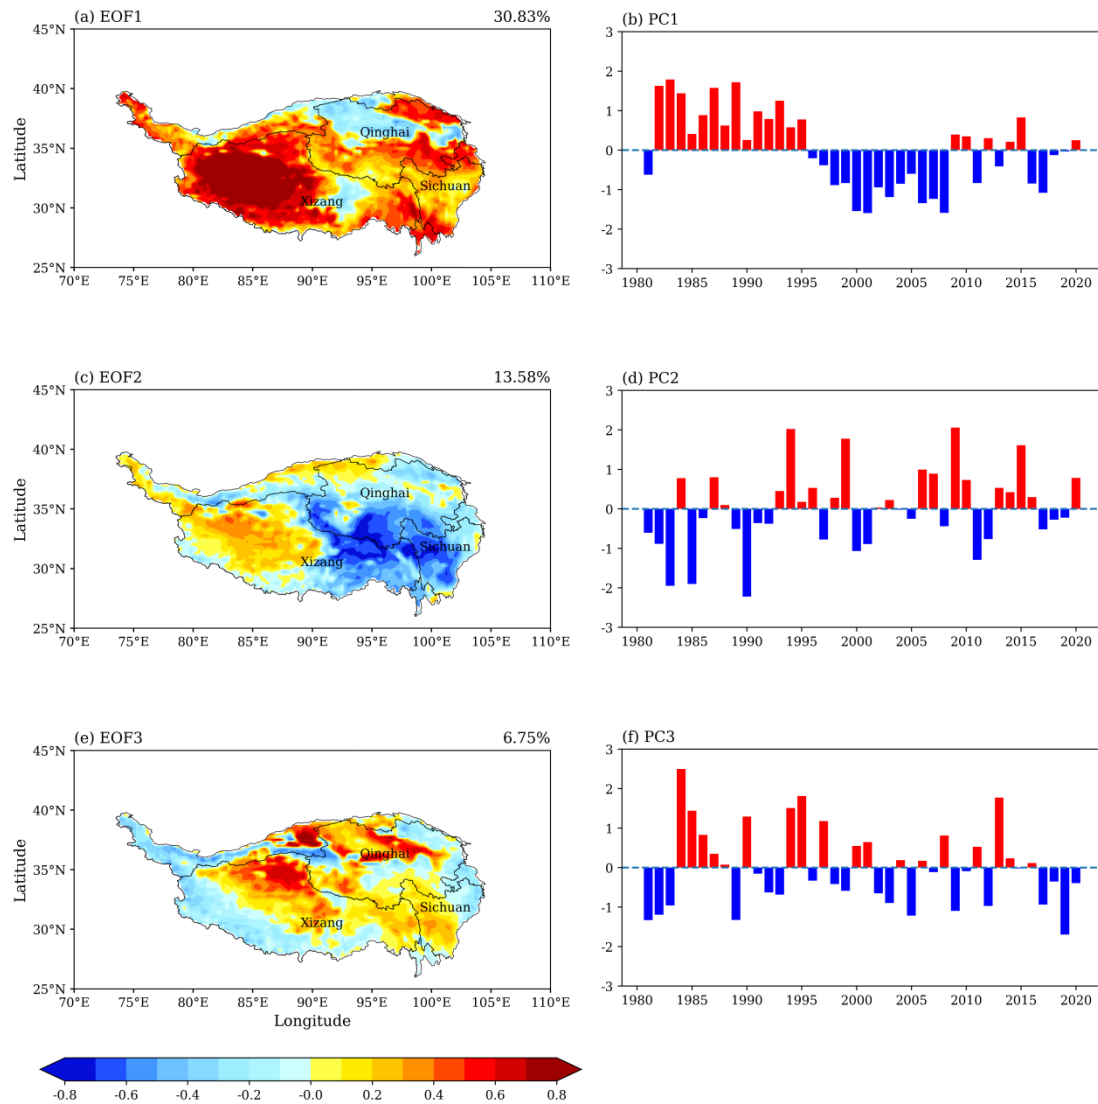 (a) EOF1 30.83%
45°N
40°N
35°N
30°N
25°N
Latitude
Qinghai
Sichuan
Xizang
70°E 75°E 80°E 85°E 90°E 95°E 100°E 105°E 110°E
(b) PC1
3
2
1
0
-1
-2
-3
1980 1985 1990 1995 2000 2005 2010 2015 2020
(c) EOF2 13.58%
45°N
40°N
35°N
30°N
25°N
Latitude
Qinghai
Sichuan
Xizang
70°E 75°E 80°E 85°E 90°E 95°E 100°E 105°E 110°E
(d) PC2
3
2
1
0
-1
-2
-3
1980 1985 1990 1995 2000 2005 2010 2015 2020
(e) EOF3 6.75%
45°N
40°N
35°N
30°N
25°N
Latitude
Qinghai
Sichuan
Xizang
70°E 75°E 80°E 85°E 90°E 95°E 100°E 105°E 110°E
Longitude
(f) PC3
3
2
1
0
-1
-2
-3
1980 1985 1990 1995 2000 2005 2010 2015 2020
-0.8 -0.6 -0.4 -0.2 -0.0 0.2 0.4 0.6 0.8